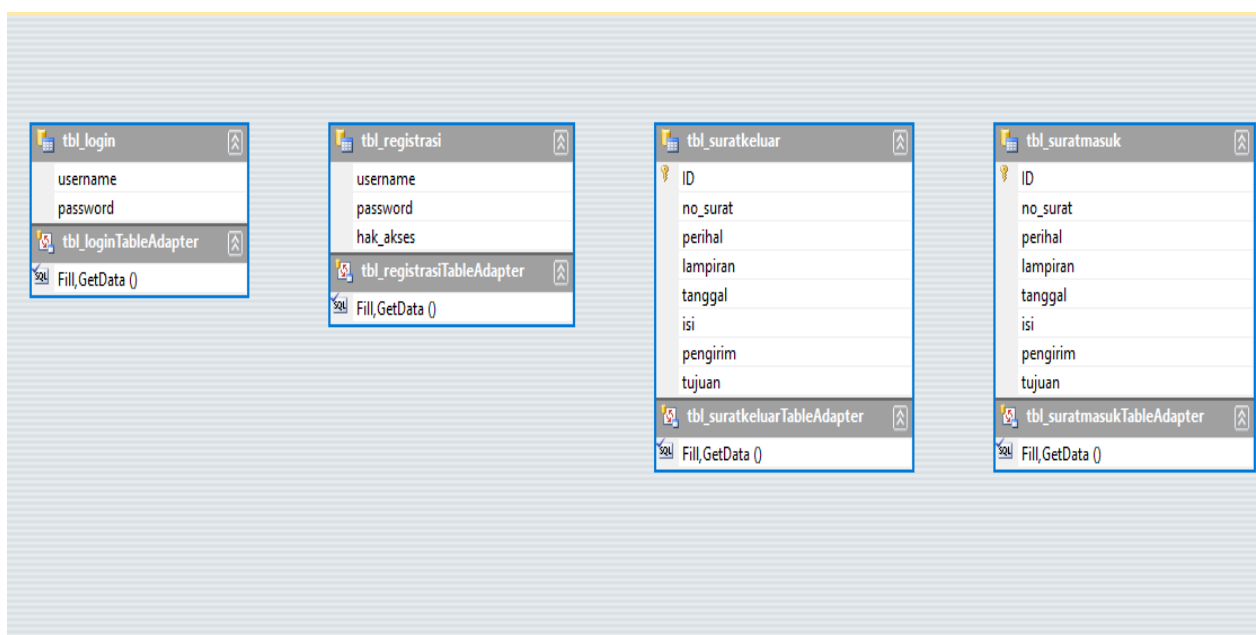 tbl_login
username
password
tbl_loginTableAdapter
SQL Fill,GetData ()
tbl_registrasi
username
password
hak_akses
tbl_registrasiTableAdapter
SQL Fill,GetData ()
tbl_suratkeluar
ID
no_surat
perihal
lampiran
tanggal
isi
pengirim
tujuan
tbl_suratkeluarTableAdapter
SQL Fill,GetData ()
tbl_suratmasuk
ID
no_surat
perihal
lampiran
tanggal
isi
pengirim
tujuan
tbl_suratmasukTableAdapter
SQL Fill,GetData ()